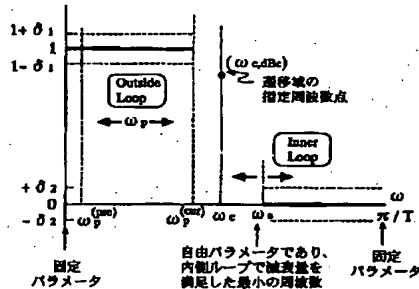 1+δ1
1
1-δ1
Outside
Loop
ωp
(ωc,dBc)
遷移域の
指定周波数点
Inner
Loop
+δ2
0
-δ2
ωp(pre)
ωp(cur)
ωc
ωs
ω
π/T
固定
パラメータ
自由パラメータであり、
内側ループで減衰量を
満足した最小の周波数
固定
パラメータ